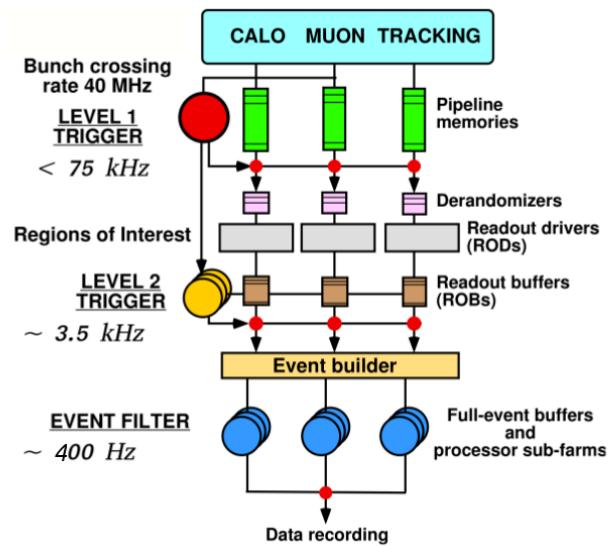 CALO MUON TRACKING
Bunch crossing
rate 40 MHz
LEVEL 1
TRIGGER
< 75 kHz
Pipeline
memories
Derandomizers
Regions of Interest
Readout drivers
(RODs)
LEVEL 2
TRIGGER
~ 3.5 kHz
Readout buffers
(ROBs)
Event builder
EVENT FILTER
~ 400 Hz
Full-event buffers
and
processor sub-farms
Data recording